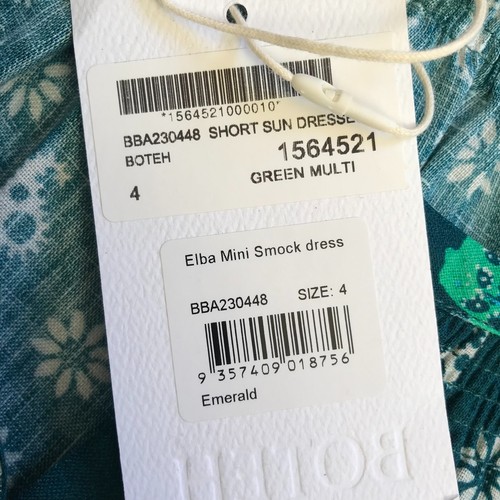 *1564521000010*
BBA230448 SHORT SUN DRESSE
BOTEH
1564521
4
GREEN MULTI
Elba Mini Smock dress
BBA230448 SIZE: 4
9 357409 018756
Emerald
BOTEH